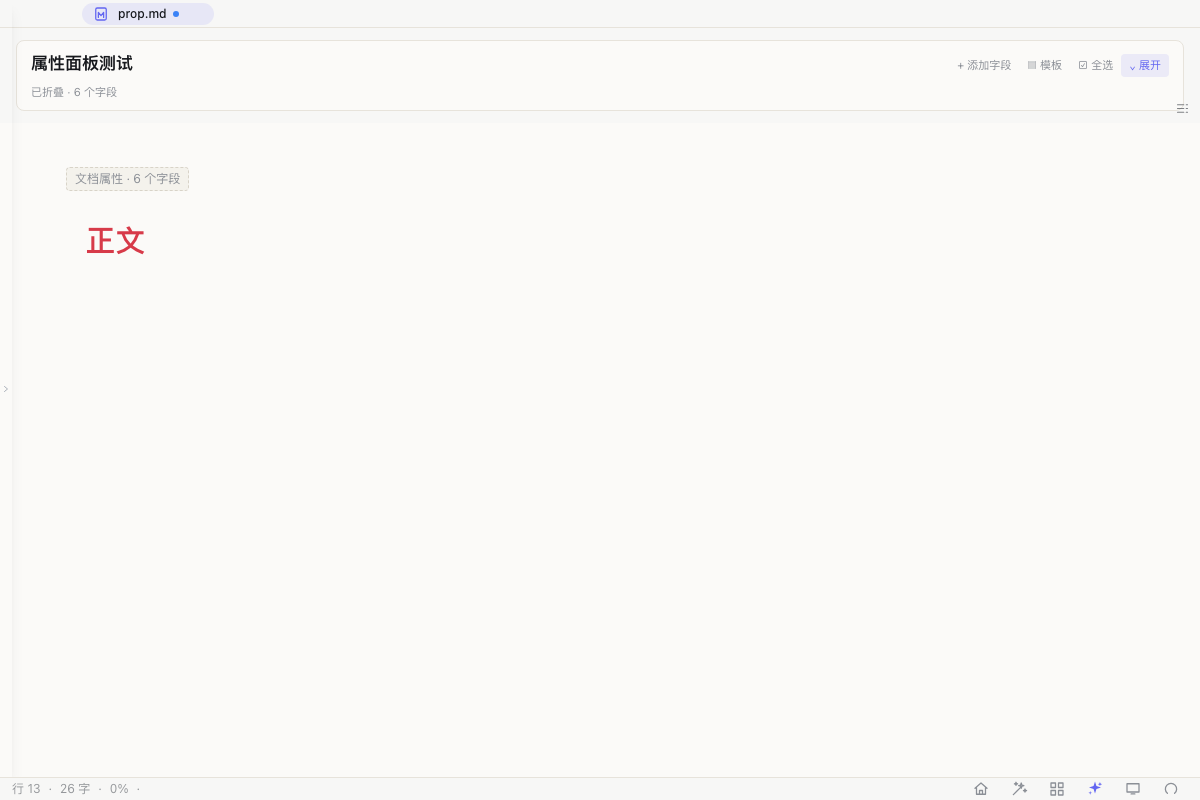 prop.md
属性面板测试
+ 添加字段 模板 全选 展开
已折叠 · 6 个字段
文档属性 · 6 个字段
正文
行 13 · 26 字 · 0% ·